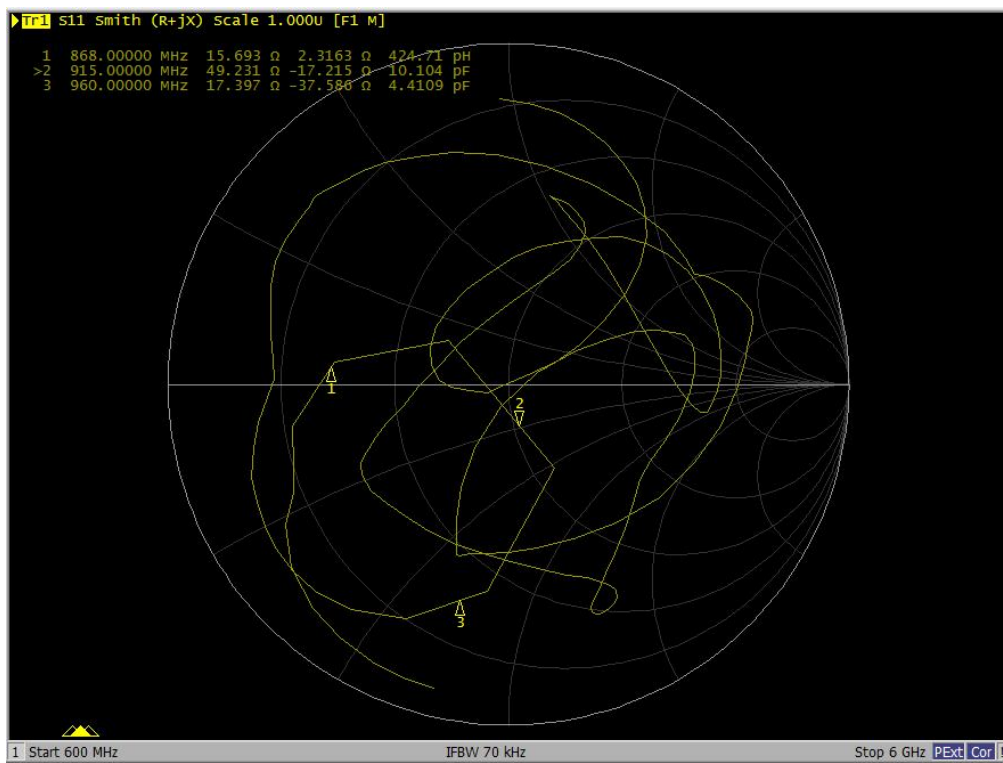 Tr1 S11 Smith (R+jX) Scale 1.000U [F1 M]
1 868.00000 MHz 15.693 Ω 2.3163 Ω 424.71 pH
>2 915.00000 MHz 49.231 Ω -17.215 Ω 10.104 pF
3 960.00000 MHz 17.397 Ω -37.586 Ω 4.4109 pF
1
2
3
1 Start 600 MHz IFBW 70 kHz Stop 6 GHz PExt Cor